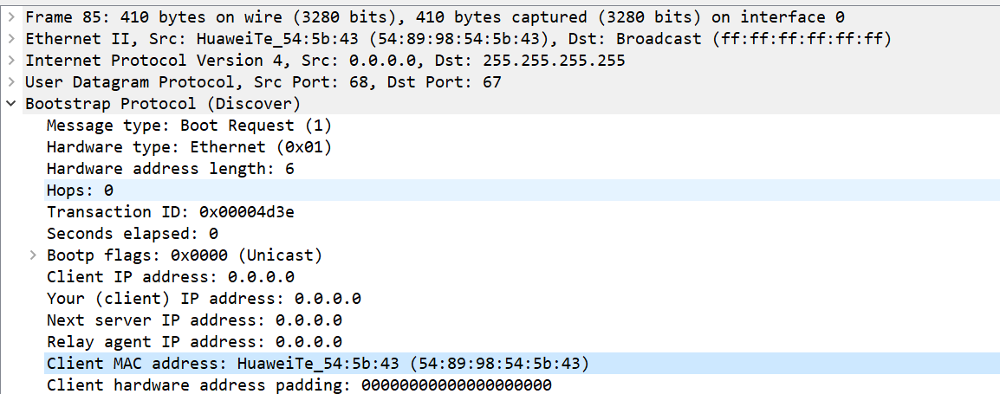 Frame 85: 410 bytes on wire (3280 bits), 410 bytes captured (3280 bits) on interface 0
Ethernet II, Src: HuaweiTe_54:5b:43 (54:89:98:54:5b:43), Dst: Broadcast (ff:ff:ff:ff:ff:ff)
Internet Protocol Version 4, Src: 0.0.0.0, Dst: 255.255.255.255
User Datagram Protocol, Src Port: 68, Dst Port: 67
Bootstrap Protocol (Discover)
Message type: Boot Request (1)
Hardware type: Ethernet (0x01)
Hardware address length: 6
Hops: 0
Transaction ID: 0x00004d3e
Seconds elapsed: 0
Bootp flags: 0x0000 (Unicast)
Client IP address: 0.0.0.0
Your (client) IP address: 0.0.0.0
Next server IP address: 0.0.0.0
Relay agent IP address: 0.0.0.0
Client MAC address: HuaweiTe_54:5b:43 (54:89:98:54:5b:43)
Client hardware address padding: 00000000000000000000